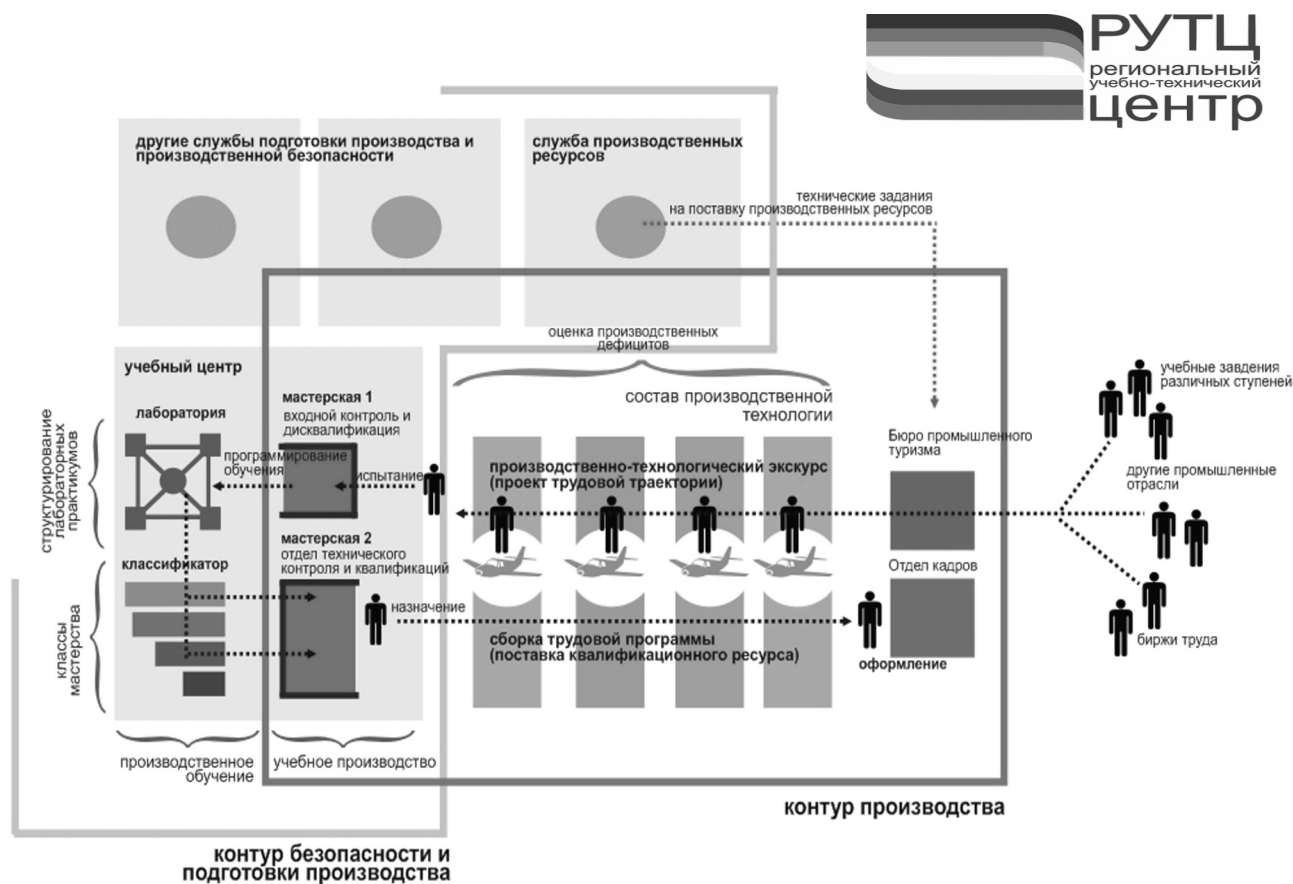 РУТЦ
региональный
учебно-технический
центр
другие службы подготовки производства и
производственной безопасности
служба производственных
ресурсов
технические задания
на поставку производственных ресурсов
оценка производственных
дефицитов
учебный центр
лаборатория
мастерская 1
входной контроль и
дисквалификация
программирование
обучения
испытание
структурирование
лабораторных
практикумов
состав производственной
технологии
производственно-технологический экскурс
(проект трудовой траектории)
Бюро промышленного
туризма
учебные завдения
различных ступеней
другие промышленные
отрасли
биржи труда
классификатор
мастерская 2
отдел технического
контроля и квалификаций
назначение
классы
мастерства
сборка трудовой программы
(поставка квалификационного ресурса)
Отдел кадров
оформление
производственное
обучение
учебное производство
контур производства
контур безопасности и
подготовки производства